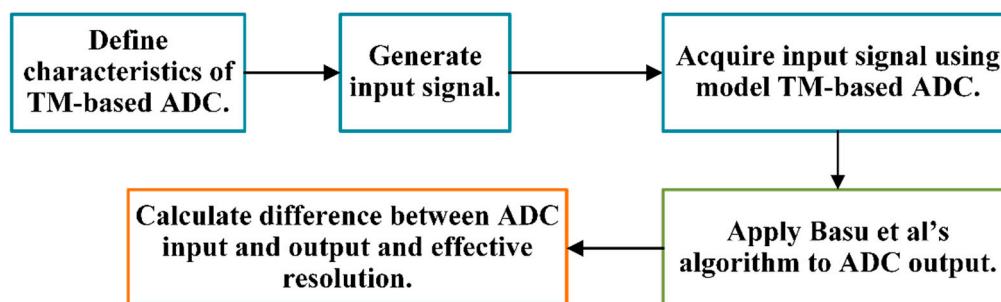 Define
characteristics of
TM-based ADC.
Generate
input signal.
Acquire input signal using
model TM-based ADC.
Apply Basu et al's
algorithm to ADC output.
Calculate difference between ADC
input and output and effective
resolution.